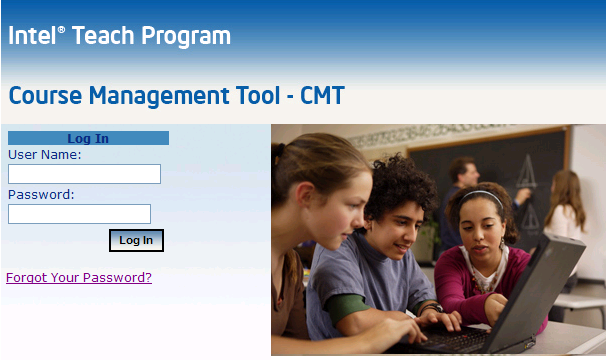 Intel® Teach Program
Course Management Tool - CMT
Log In
User Name:
Password:
Log In
Forgot Your Password?